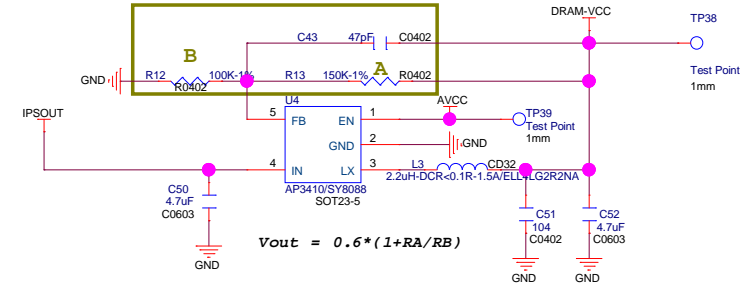 DRAM-VCC
TP38
C43 47pF C0402
B
A
Test Point
1mm
GND R12 100K-1% R13 150K-1% R0402
R0402
U4
IPSOUT
AVCC
5 FB EN 1
TP39
Test Point
1mm
GND 2
GND
4 IN LX 3
L3 CD32
2.2uH-DCR<0.1R-1.5A/ELL4LG2R2NA
AP3410/SY8088
SOT23-5
C50
4.7uF
C0603
C51
104
C0402
C52
4.7uF
C0603
Vout = 0.6*(1+RA/RB)
GND
GND
GND